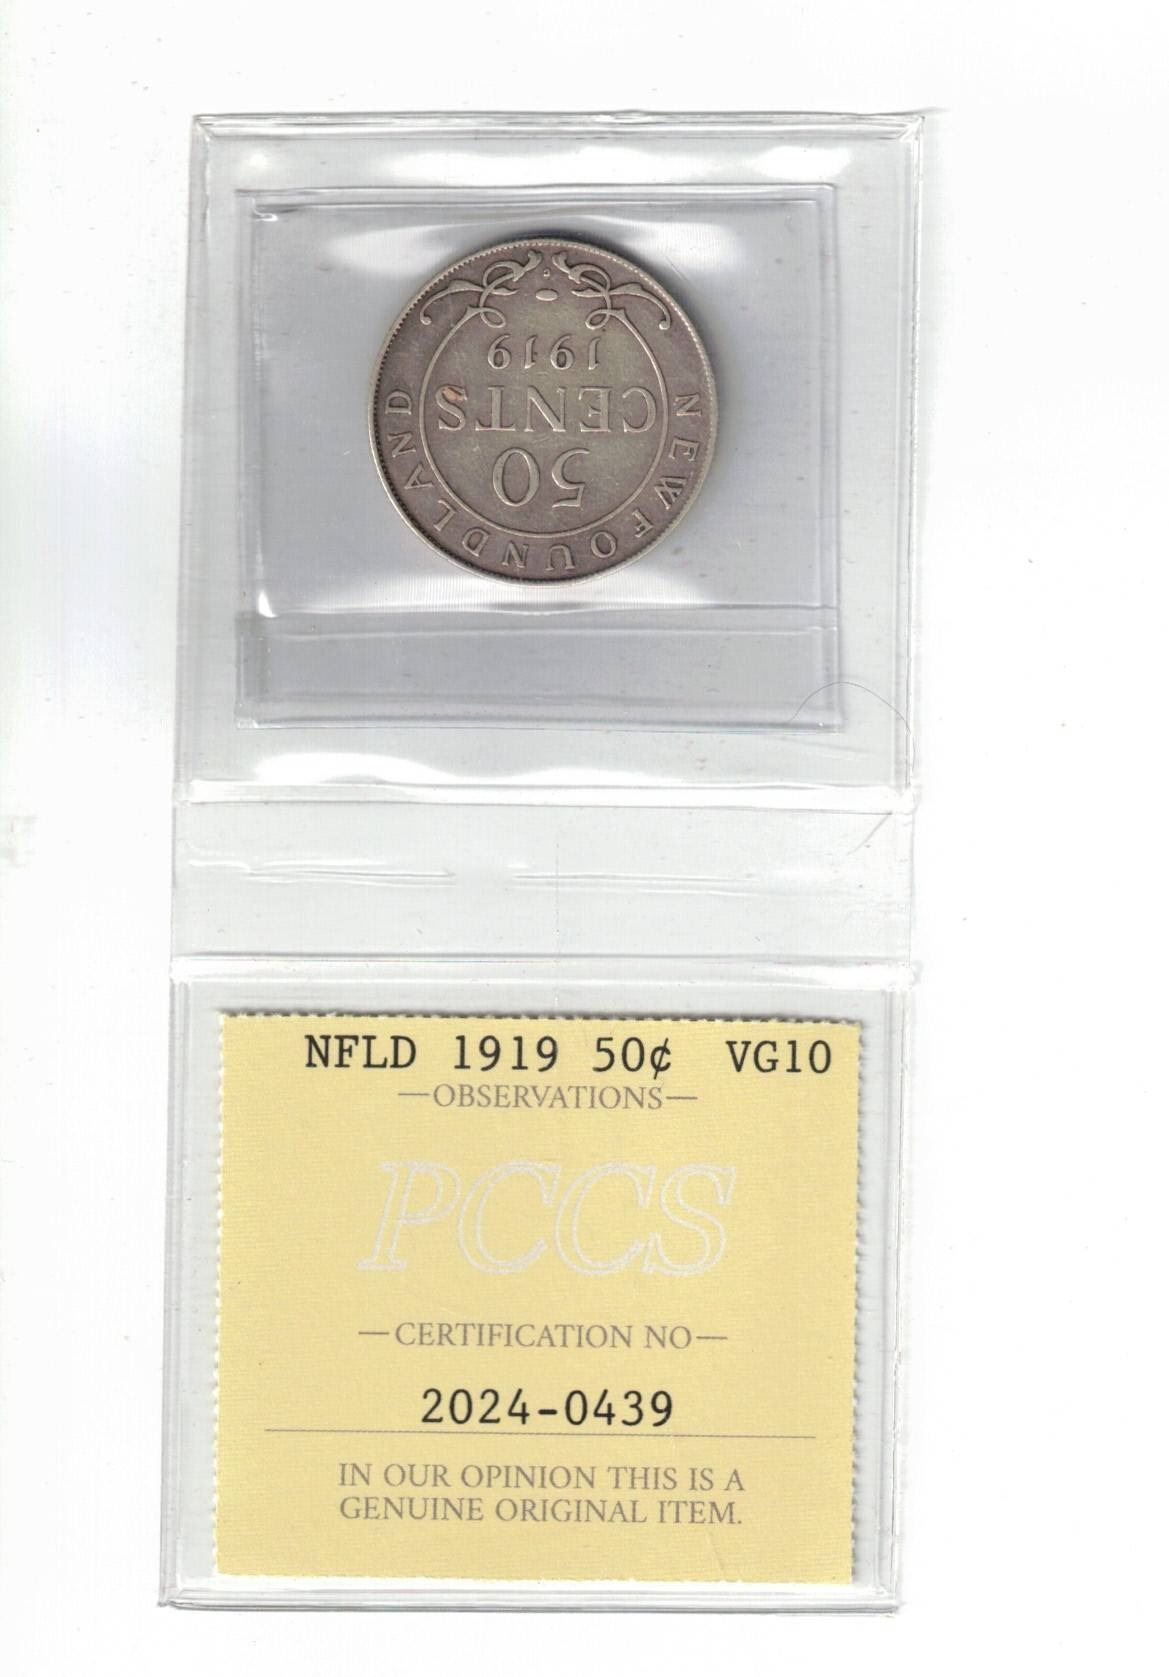 50
CENTS
1919
NEWFOUNDLAND
NFLD 1919 50¢ VG10
—OBSERVATIONS—
PCCS
—CERTIFICATION NO—
2024-0439
IN OUR OPINION THIS IS A
GENUINE ORIGINAL ITEM.